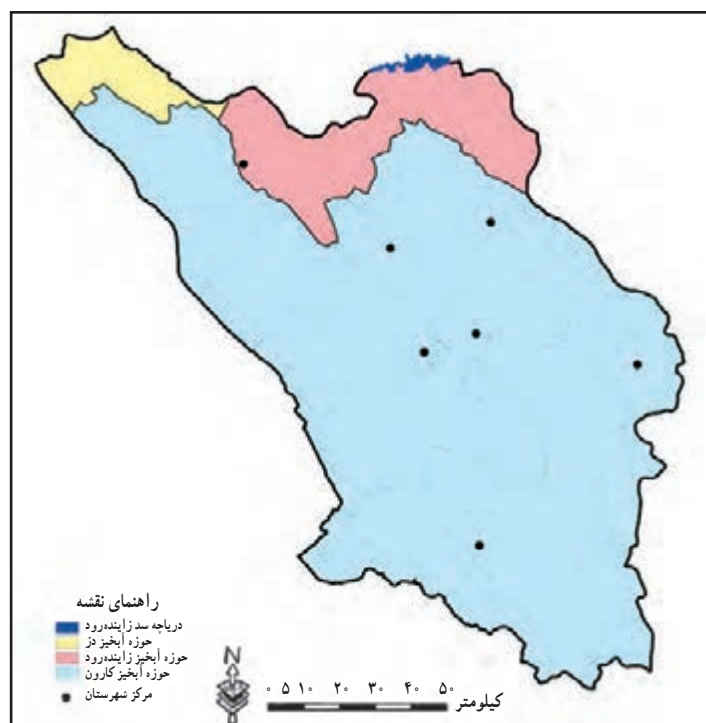 راهنمای نقشه
دریاچه سد زاینده‌رود
حوزه آبخیز دز
حوزه آبخیز زاینده‌رود
حوزه آبخیز کارون
مرکز شهرستان
N
۰ ۵ ۱۰ ۲۰ ۳۰ ۴۰ ۵۰ کیلومتر